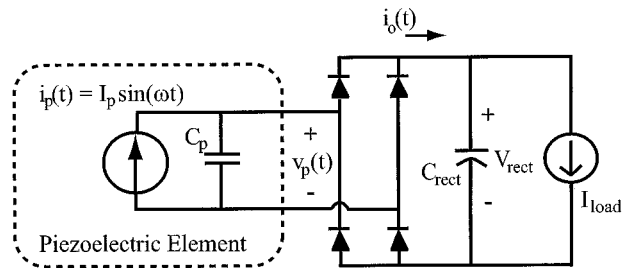 i_o(t)
i_p(t) = I_p sin(ωt)
C_p
+
v_p(t)
-
+
C_rect
V_rect
-
I_load
Piezoelectric Element